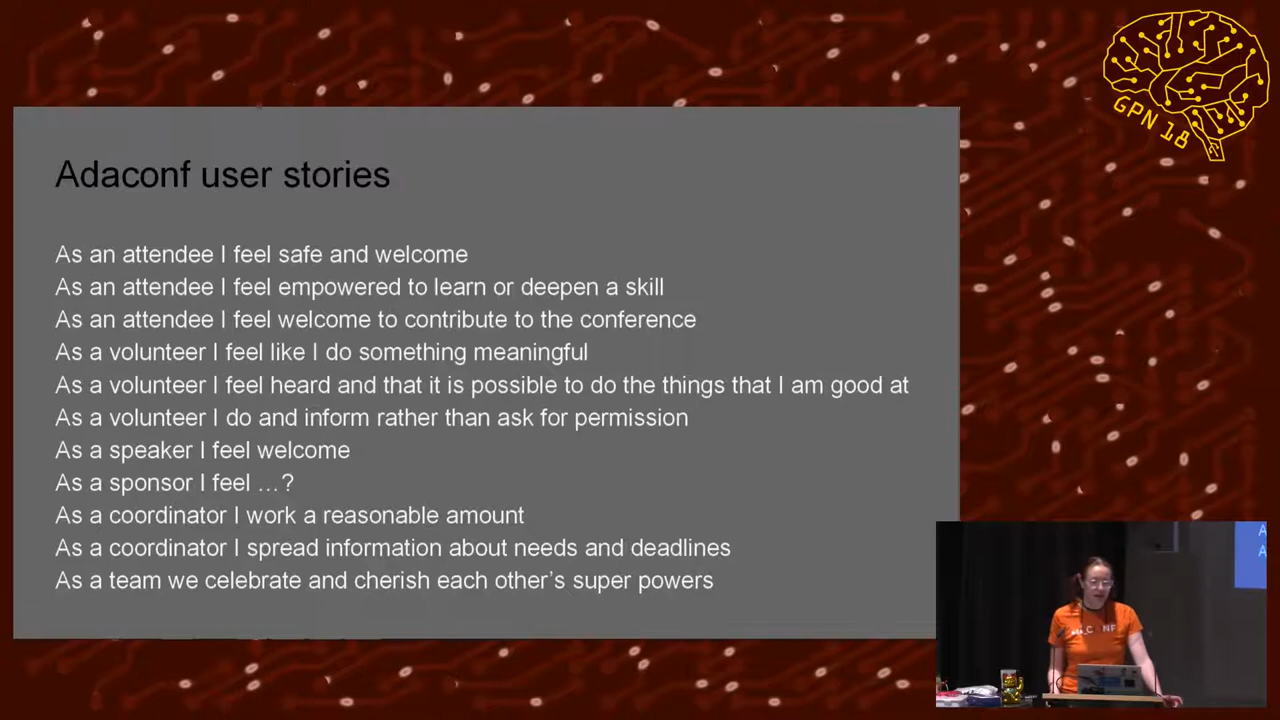 GPN 18
Adaconf user stories
As an attendee I feel safe and welcome
As an attendee I feel empowered to learn or deepen a skill
As an attendee I feel welcome to contribute to the conference
As a volunteer I feel like I do something meaningful
As a volunteer I feel heard and that it is possible to do the things that I am good at
As a volunteer I do and inform rather than ask for permission
As a speaker I feel welcome
As a sponsor I feel …?
As a coordinator I work a reasonable amount
As a coordinator I spread information about needs and deadlines
As a team we celebrate and cherish each other’s super powers
A
A